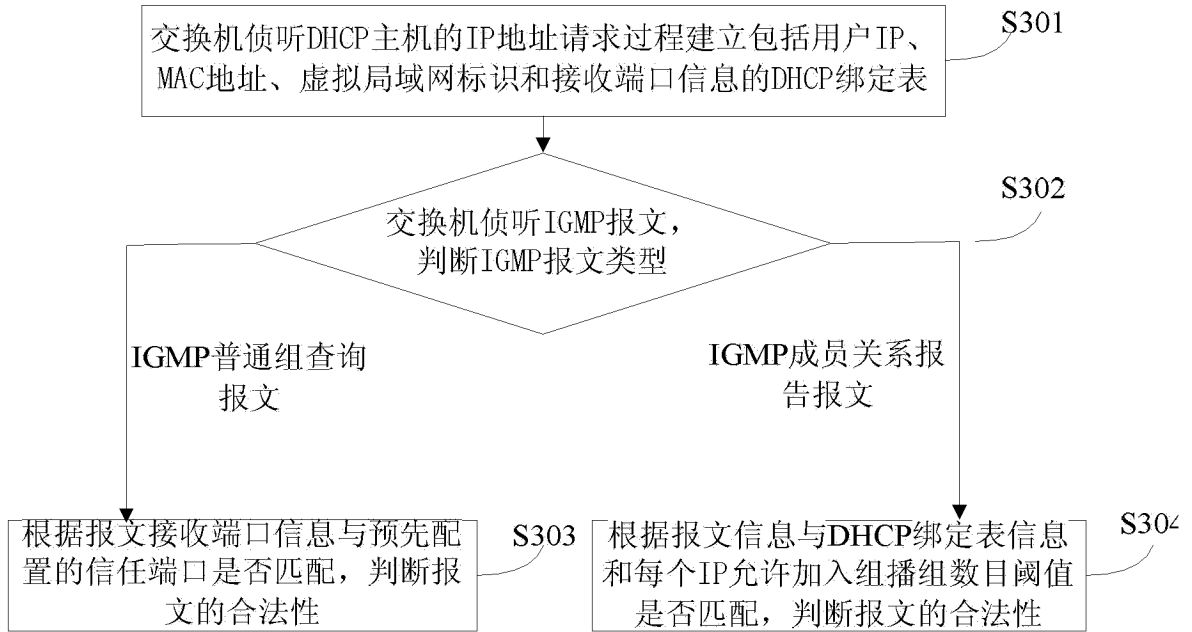 交换机侦听DHCP主机的IP地址请求过程建立包括用户IP、
MAC地址、虚拟局域网标识和接收端口信息的DHCP绑定表
S301
交换机侦听IGMP报文，
判断IGMP报文类型
S302
IGMP普通组查询
报文
IGMP成员关系报
告报文
根据报文接收端口信息与预先配
置的信任端口是否匹配，判断报
文的合法性
S303
根据报文信息与DHCP绑定表信息
和每个IP允许加入组播组数目阈值
是否匹配，判断报文的合法性
S304